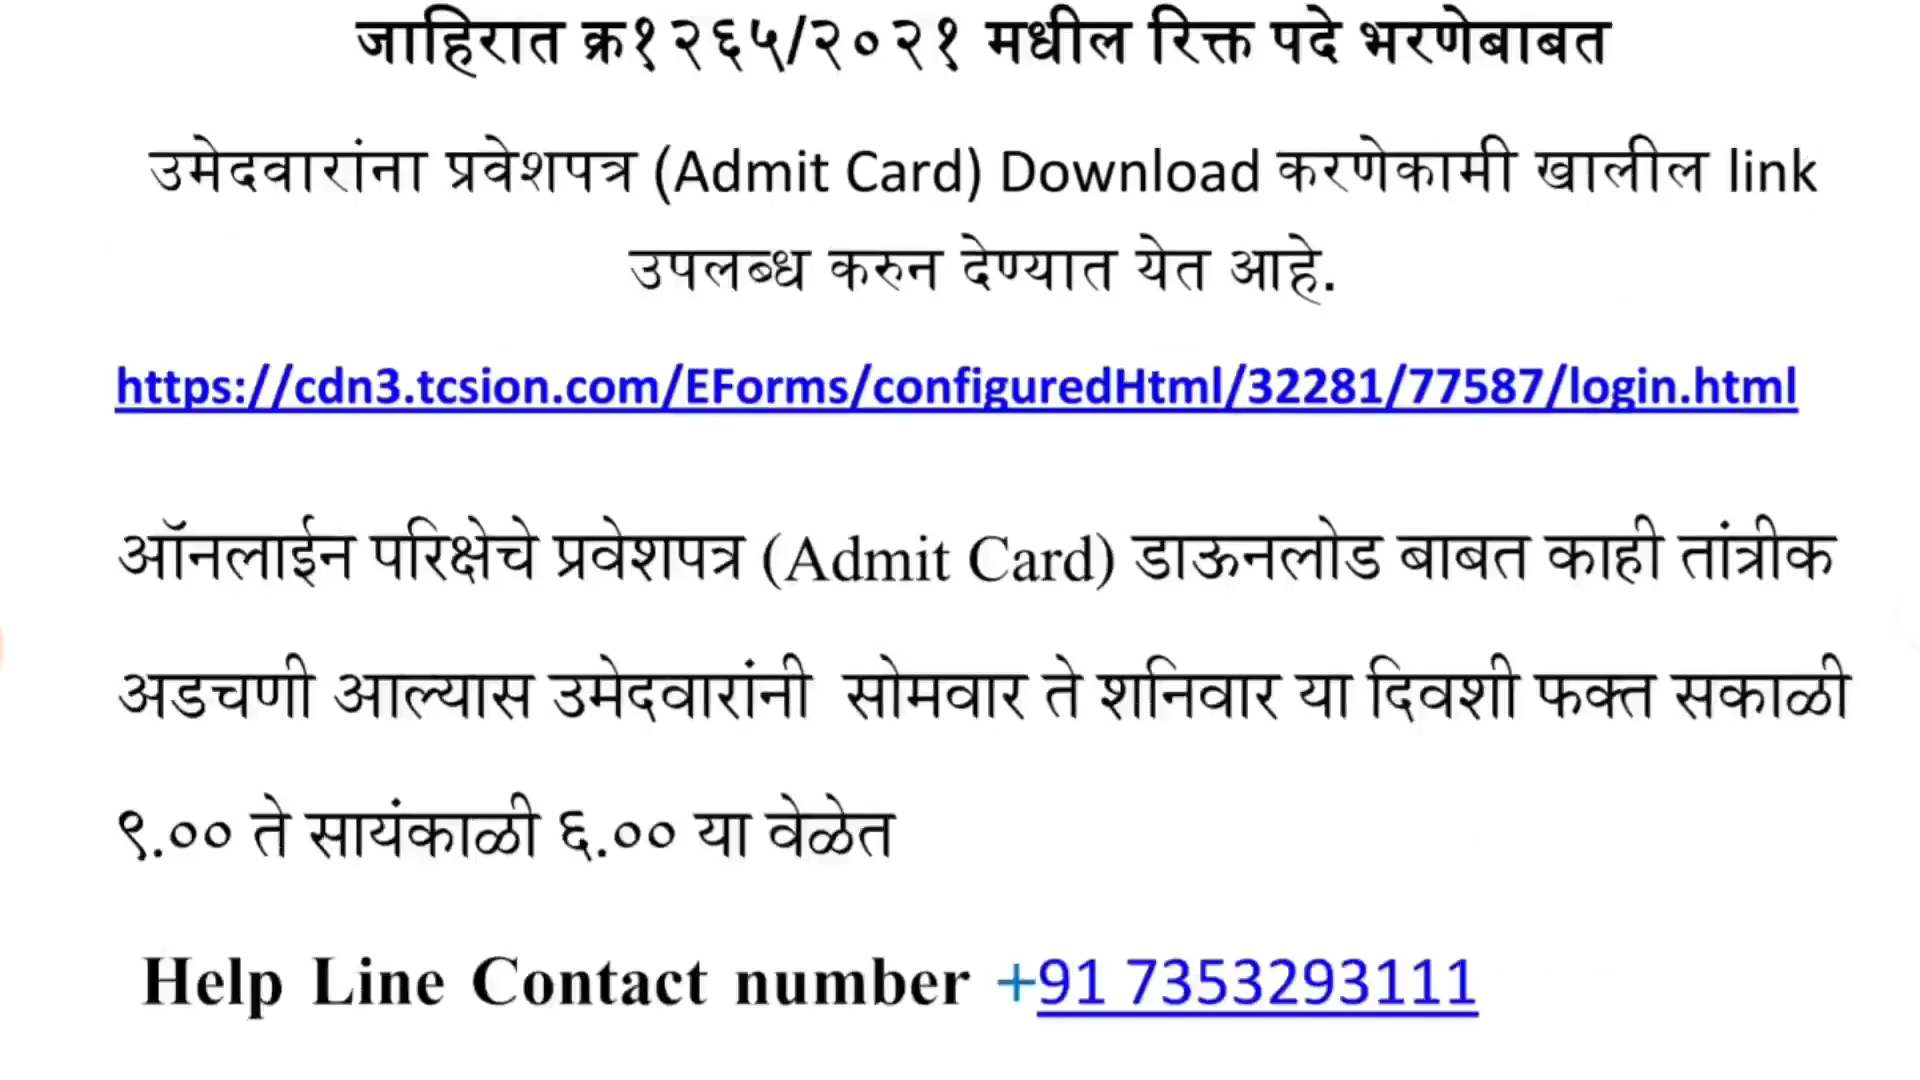 जाहिरात क्र१२६५/२०२१ मधील रिक्त पदे भरणेबाबत
उमेदवारांना प्रवेशपत्र (Admit Card) Download करणेकामी खालील link
उपलब्ध करुन देण्यात येत आहे.
https://cdn3.tcsion.com/EForms/configuredHtml/32281/77587/login.html
ऑनलाईन परिक्षेचे प्रवेशपत्र (Admit Card) डाऊनलोड बाबत काही तांत्रीक
अडचणी आल्यास उमेदवारांनी सोमवार ते शनिवार या दिवशी फक्त सकाळी
९.०० ते सायंकाळी ६.०० या वेळेत
Help Line Contact number +91 7353293111